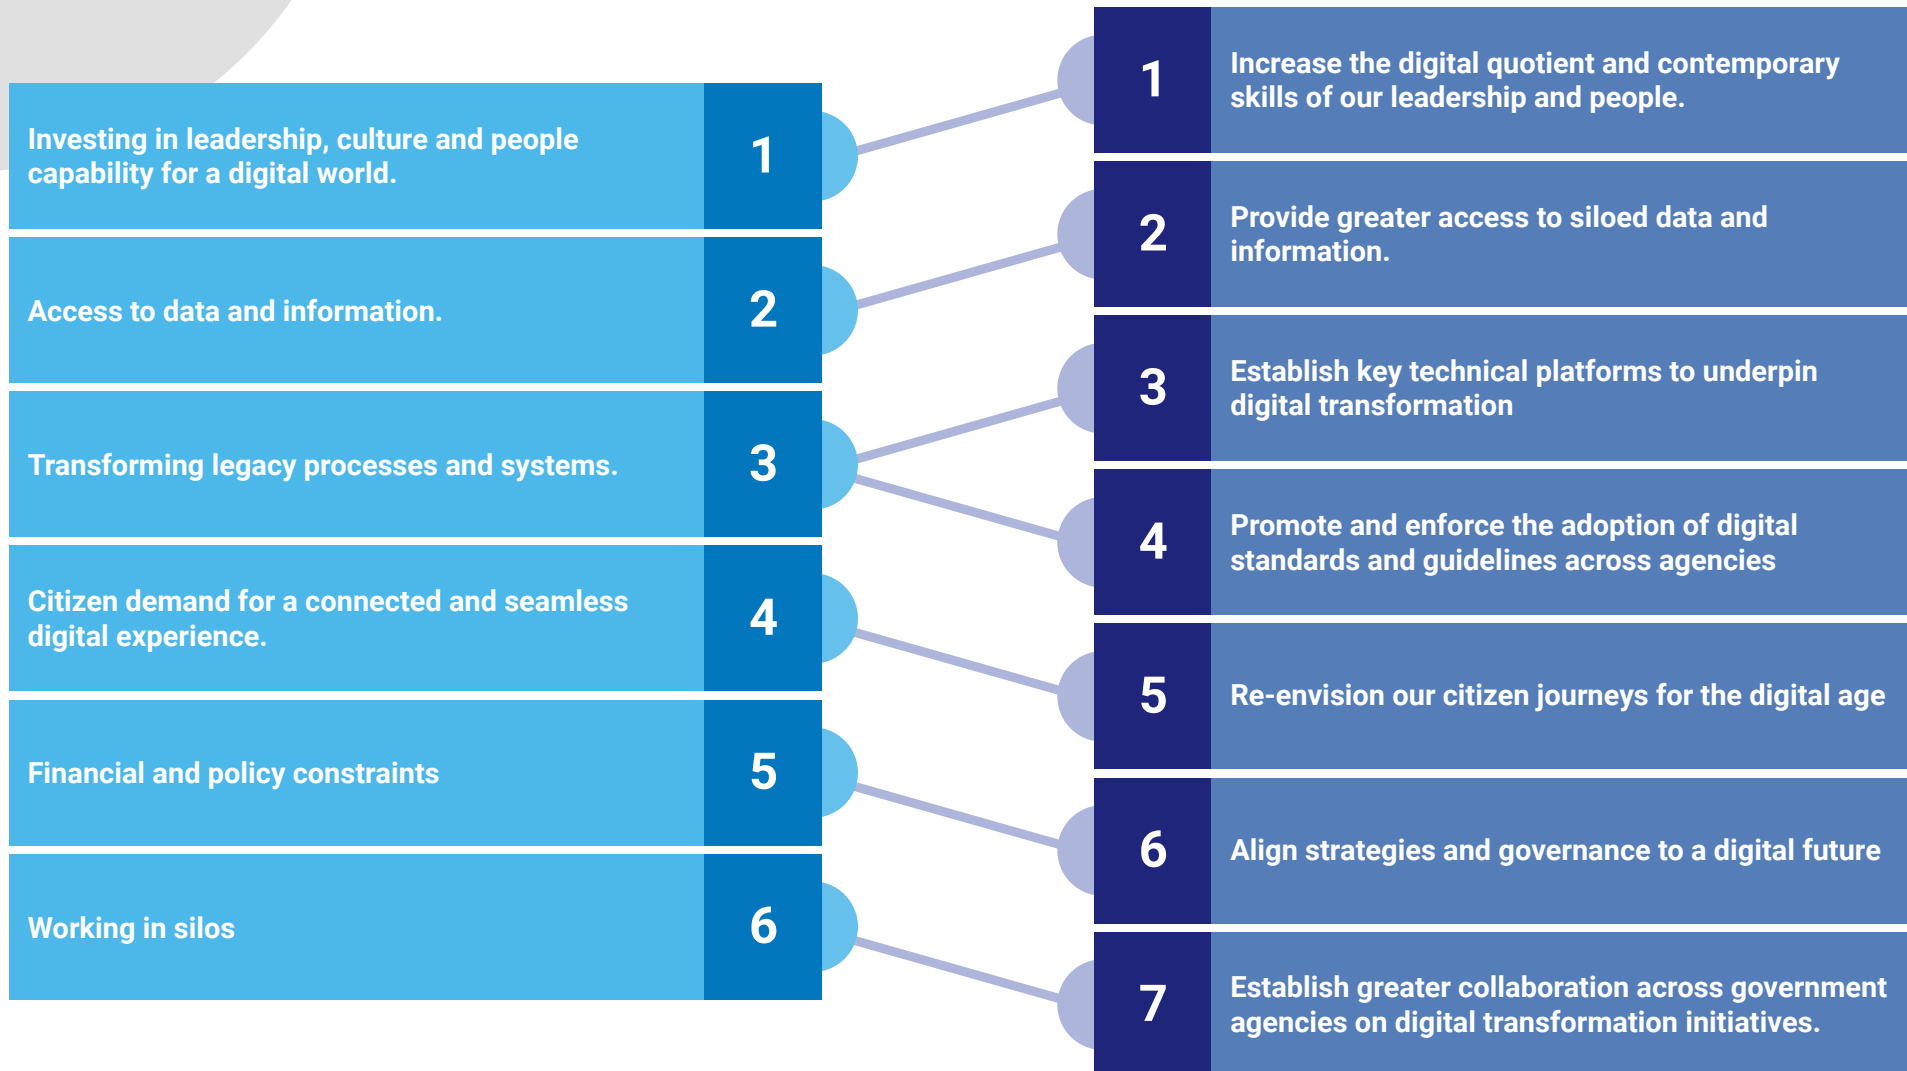 Investing in leadership, culture and people
capability for a digital world.
1
Access to data and information.
2
Transforming legacy processes and systems.
3
Citizen demand for a connected and seamless
digital experience.
4
Financial and policy constraints
5
Working in silos
6
1
Increase the digital quotient and contemporary
skills of our leadership and people.
2
Provide greater access to siloed data and
information.
3
Establish key technical platforms to underpin
digital transformation
4
Promote and enforce the adoption of digital
standards and guidelines across agencies
5
Re-envision our citizen journeys for the digital age
6
Align strategies and governance to a digital future
7
Establish greater collaboration across government
agencies on digital transformation initiatives.